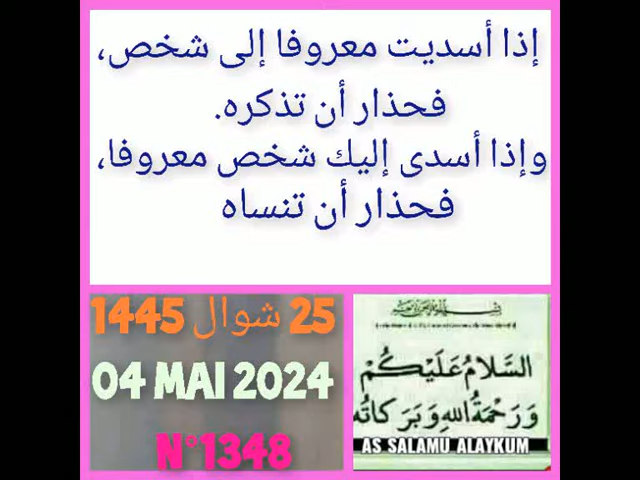 إذا أسديت معروفا إلى شخص،
فحذار أن تذكره.
وإذا أسدى إليك شخص معروفا،
فحذار أن تنساه
25 شوال 1445
04 MAI 2024
N°1348
السَّلَامُ عَلَيْكُمْ
وَرَحْمَةُ اللهِ وَبَرَكَاتُهُ
AS SALAMU ALAYKUM